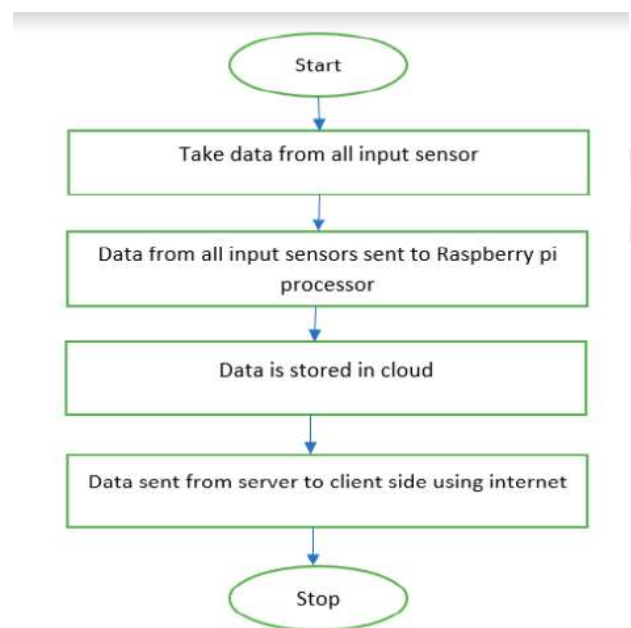 Start
Take data from all input sensor
Data from all input sensors sent to Raspberry pi
processor
Data is stored in cloud
Data sent from server to client side using internet
Stop